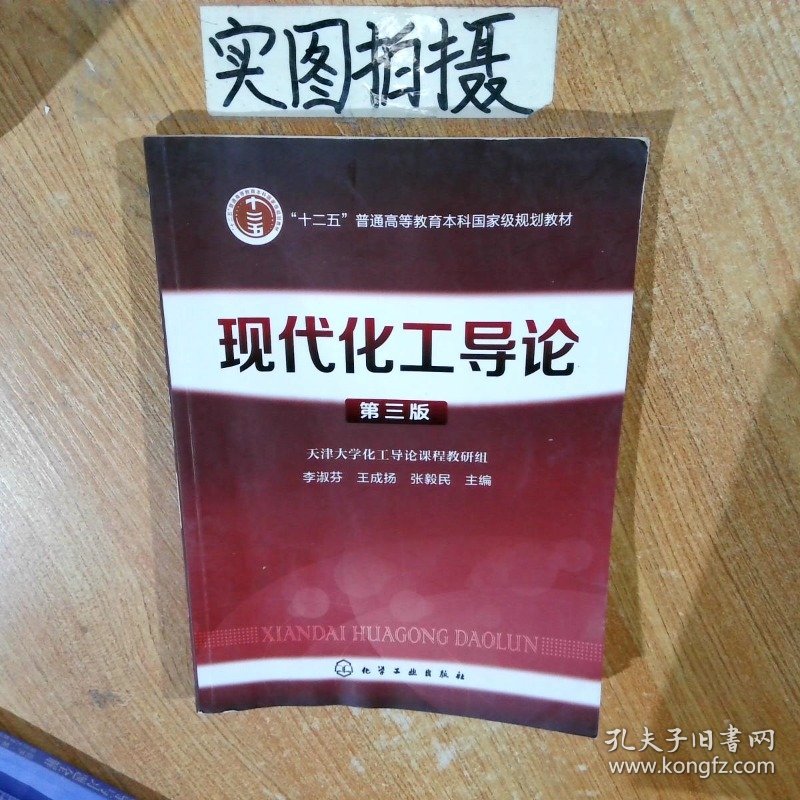 实图拍摄
十二五
“十二五”普通高等教育本科国家级规划教材
现代化工导论
第三版
天津大学化工导论课程教研组
李淑芬 王成扬 张毅民 主编
XIANDAI HUAGONG DAOLUN
化学工业出版社
孔夫子旧书网
www.kongfz.com